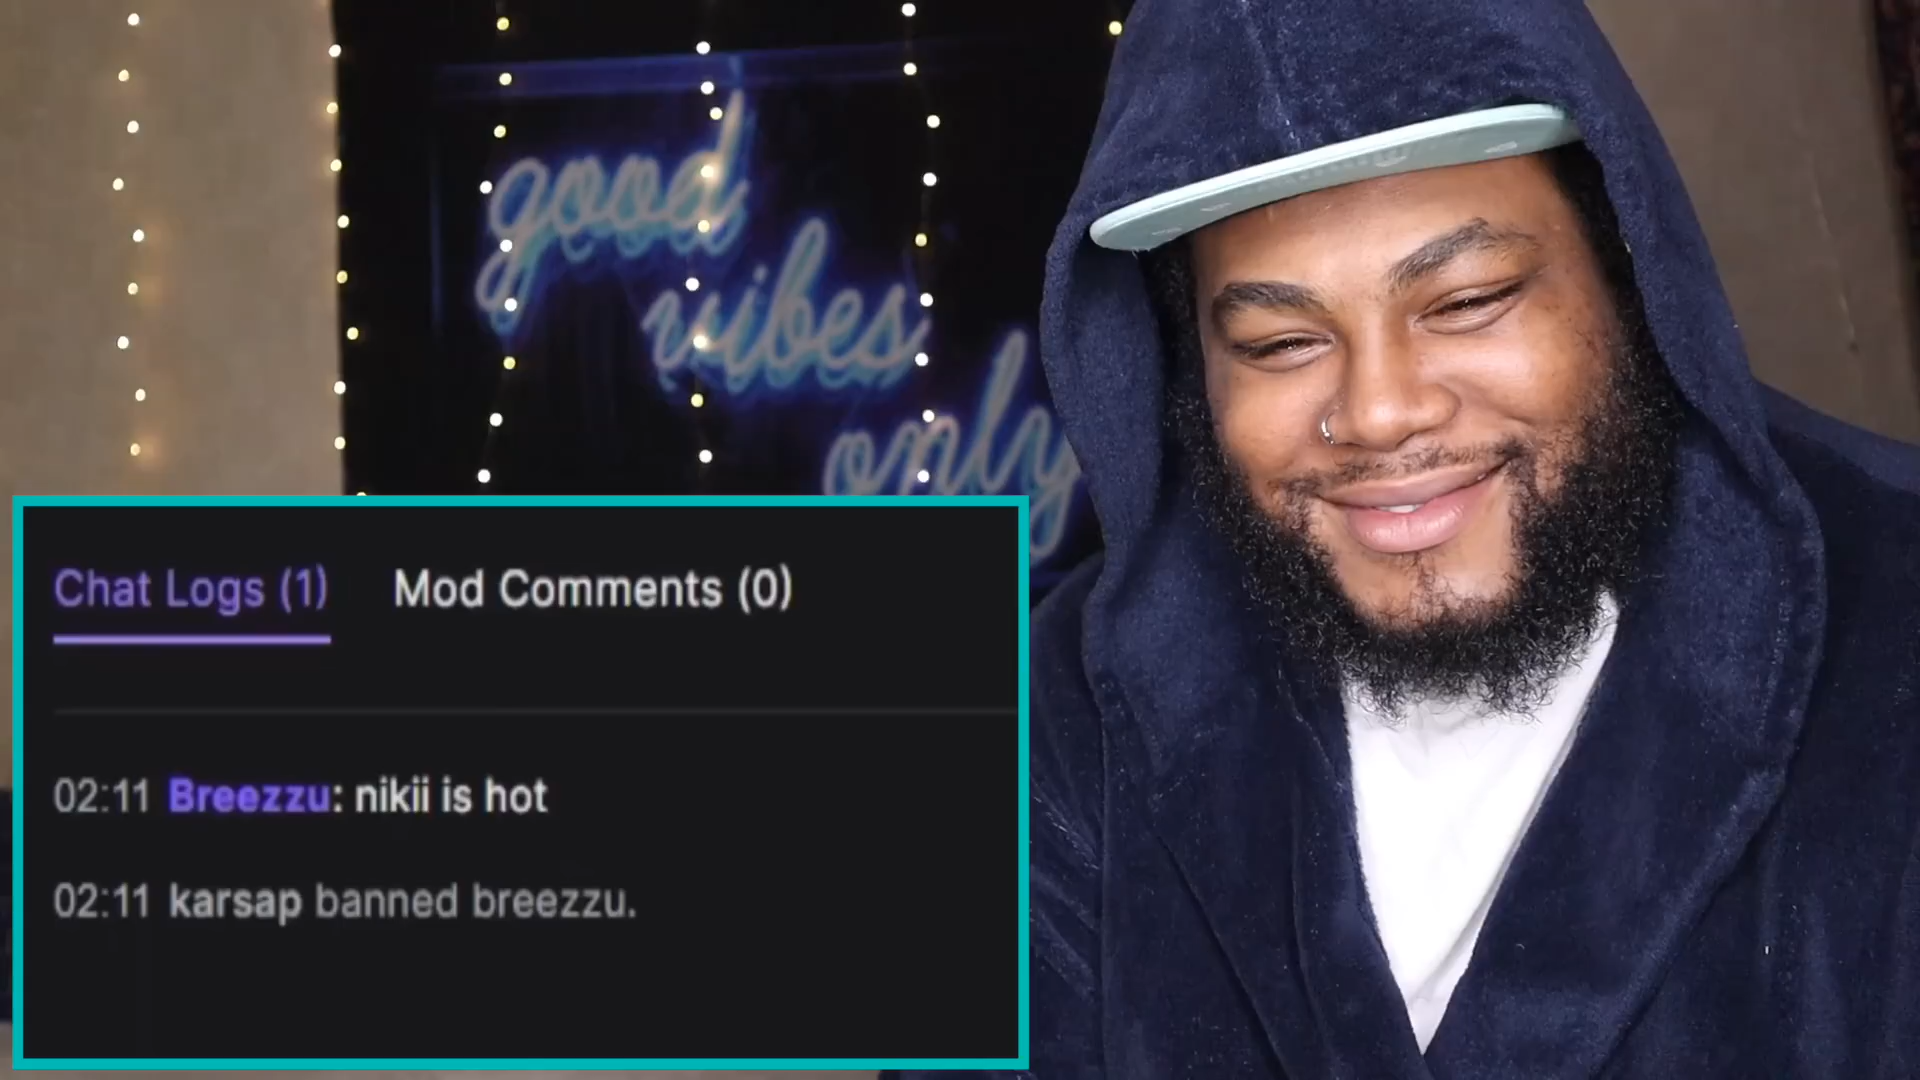 good
vibes
only
Chat Logs (1) Mod Comments (0)
02:11 Breezzu: nikii is hot
02:11 karsap banned breezzu.